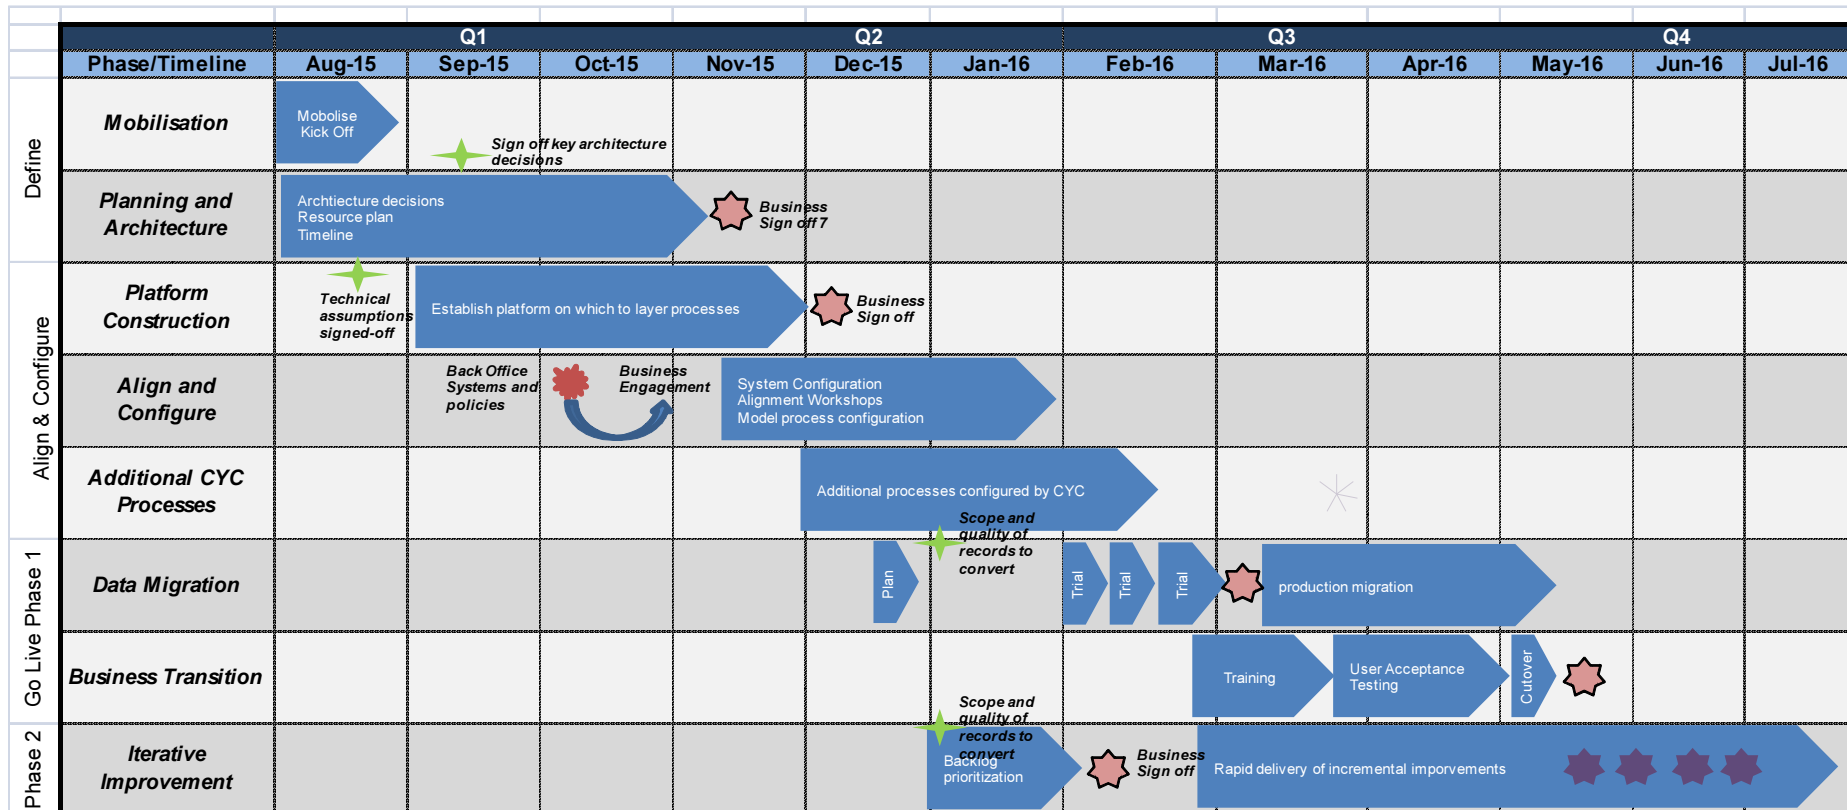 Q1 Q2 Q3 Q4
Phase/Timeline Aug-15 Sep-15 Oct-15 Nov-15 Dec-15 Jan-16 Feb-16 Mar-16 Apr-16 May-16 Jun-16 Jul-16
Define
Mobilisation
Mobolise
Kick Off
Sign off key architecture
decisions
Planning and
Architecture
Archtiecture decisions
Resource plan
Timeline
Business
Sign off 7
Align & Configure
Platform
Construction
Technical
assumptions
signed-off
Establish platform on which to layer processes
Business
Sign off
Align and
Configure
Back Office
Systems and
policies
Business
Engagement
System Configuration
Alignment Workshops
Model process configuration
Additional CYC
Processes
Additional processes configured by CYC
Go Live Phase 1
Data Migration
Plan
Scope and
quality of
records to
convert
Trial
Trial
Trial
production migration
Business Transition
Training
User Acceptance
Testing
Cutover
Phase 2
Iterative
Improvement
Scope and
quality of
records to
convert
Backlog
prioritization
Business
Sign off
Rapid delivery of incremental imporvements